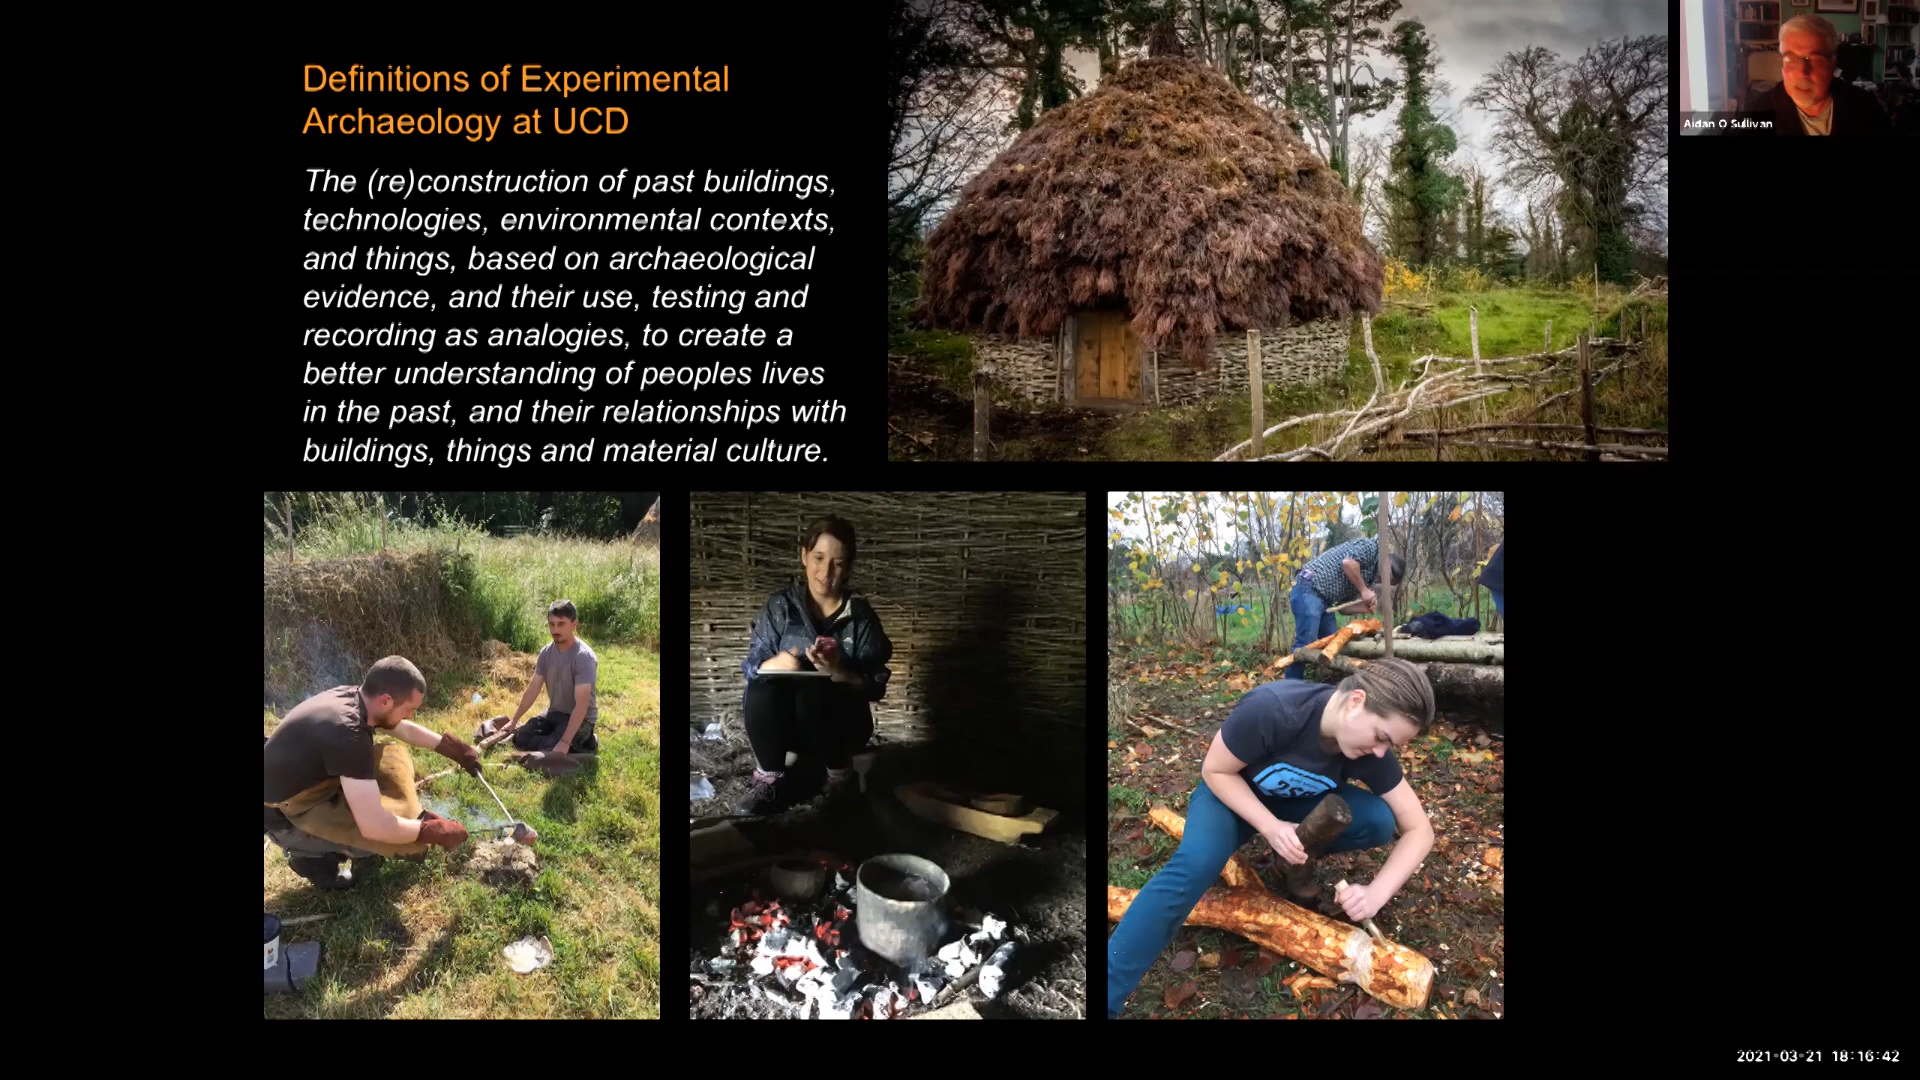 Definitions of Experimental
Archaeology at UCD
The (re)construction of past buildings,
technologies, environmental contexts,
and things, based on archaeological
evidence, and their use, testing and
recording as analogies, to create a
better understanding of peoples lives
in the past, and their relationships with
buildings, things and material culture.
Aidan O Sullivan
2021-03-21 18:16:42